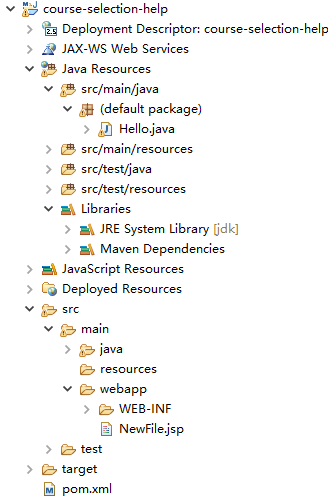 course-selection-help
Deployment Descriptor: course-selection-help
JAX-WS Web Services
Java Resources
src/main/java
(default package)
Hello.java
src/main/resources
src/test/java
src/test/resources
Libraries
JRE System Library [jdk]
Maven Dependencies
JavaScript Resources
Deployed Resources
src
main
java
resources
webapp
WEB-INF
NewFile.jsp
test
target
pom.xml